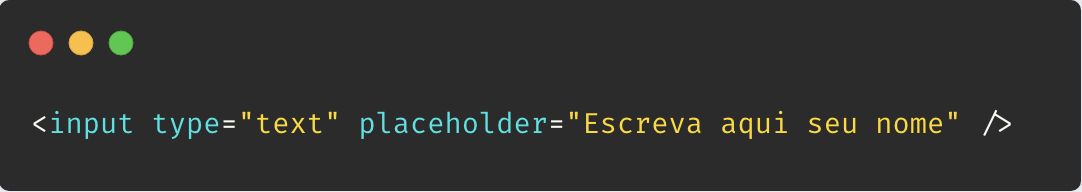 <input type="text" placeholder="Escreva aqui seu nome" />